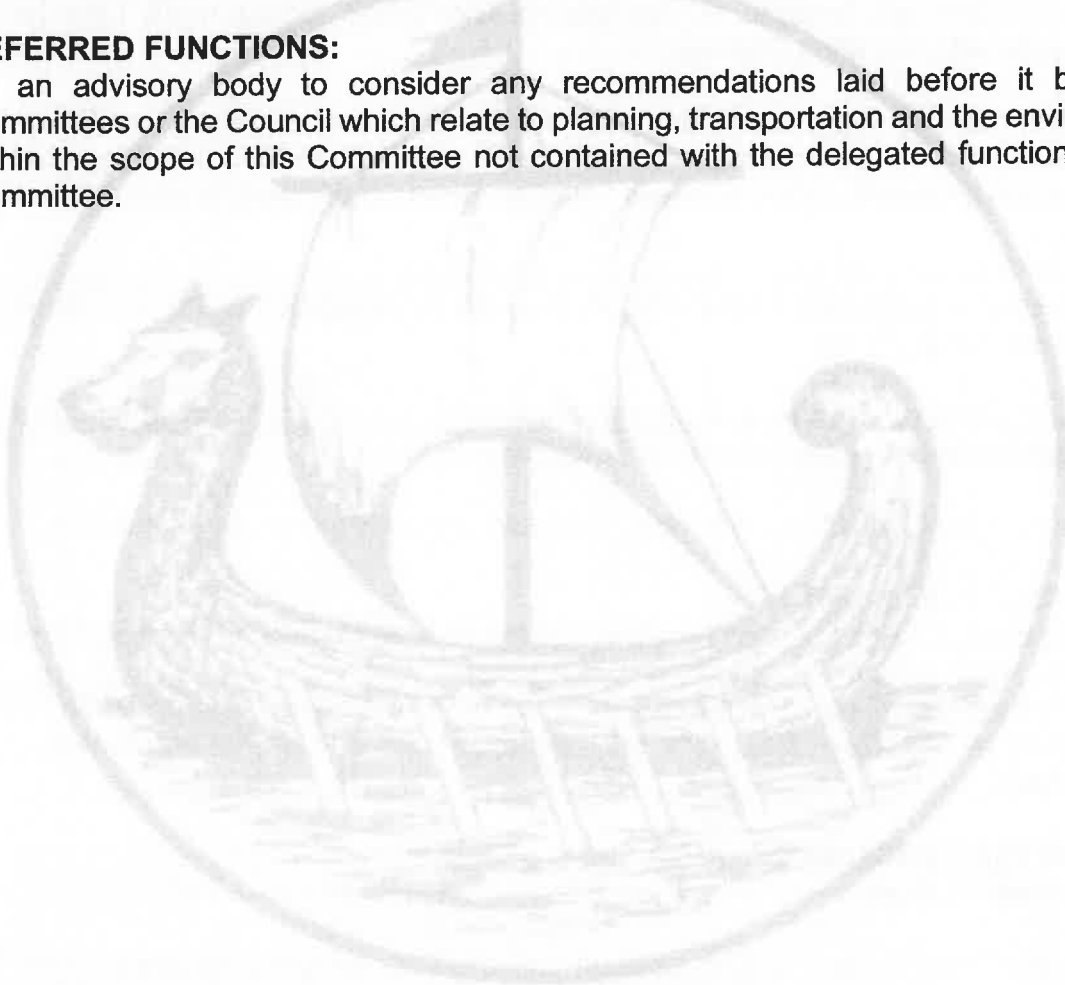 EFERRED FUNCTIONS:
an advisory body to consider any recommendations laid before it b
mmittees or the Council which relate to planning, transportation and the envi
hin the scope of this Committee not contained with the delegated function
mmittee.